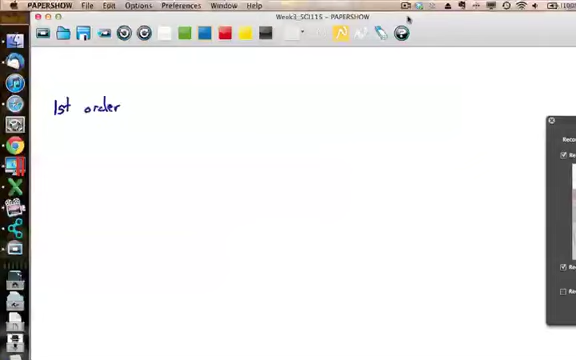 PAPERSHOW File Edit Options Preferences Window Help
Week3_SCI115 – PAPERSHOW
1st order